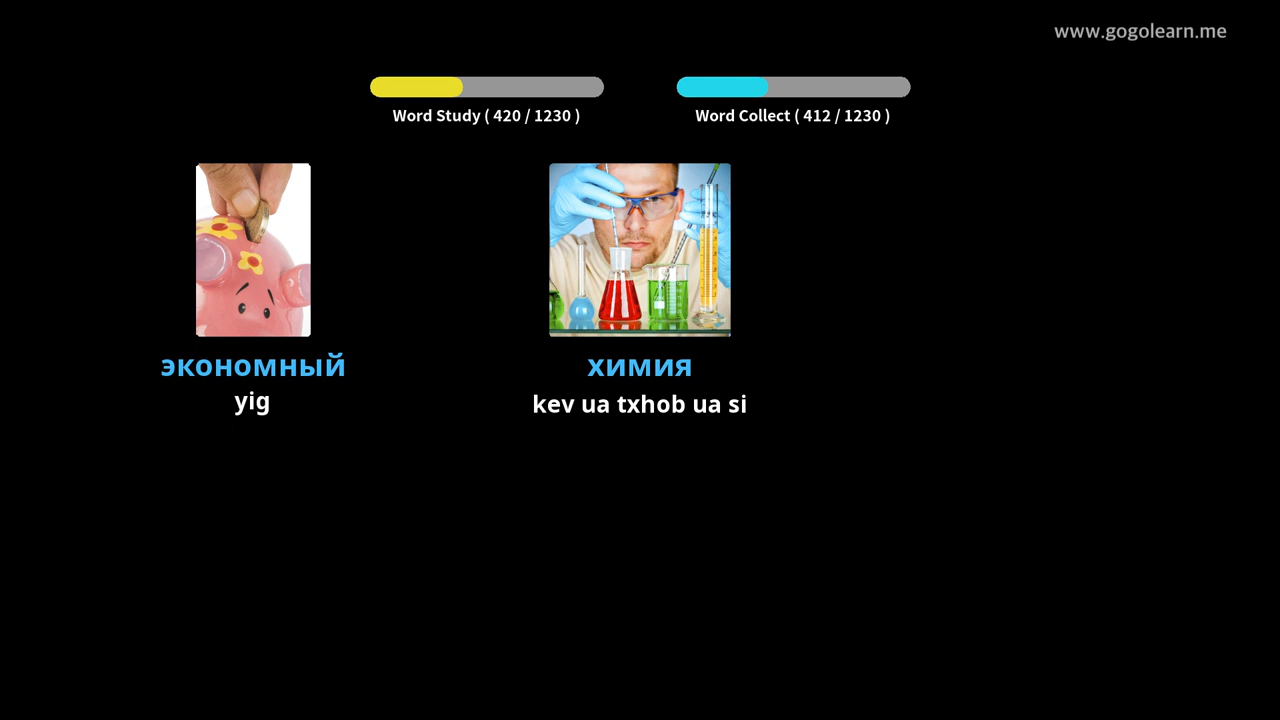 www.gogolearn.me
Word Study ( 420 / 1230 )
Word Collect ( 412 / 1230 )
экономный
yig
химия
kev ua txhob ua si